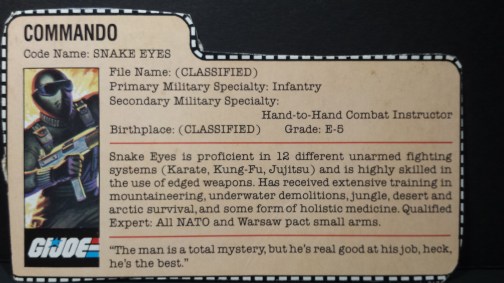 COMMANDO
Code Name: SNAKE EYES
File Name: (CLASSIFIED)
Primary Military Specialty: Infantry
Secondary Military Specialty:
Hand-to-Hand Combat Instructor
Birthplace: (CLASSIFIED) Grade: E-5
Snake Eyes is proficient in 12 different unarmed fighting
systems (Karate, Kung-Fu, Jujitsu) and is highly skilled in
the use of edged weapons. Has received extensive training in
mountaineering, underwater demolitions, jungle, desert and
arctic survival, and some form of holistic medicine. Qualified
Expert: All NATO and Warsaw pact small arms.
G.I.JOE
"The man is a total mystery, but he's real good at his job, heck,
he's the best."